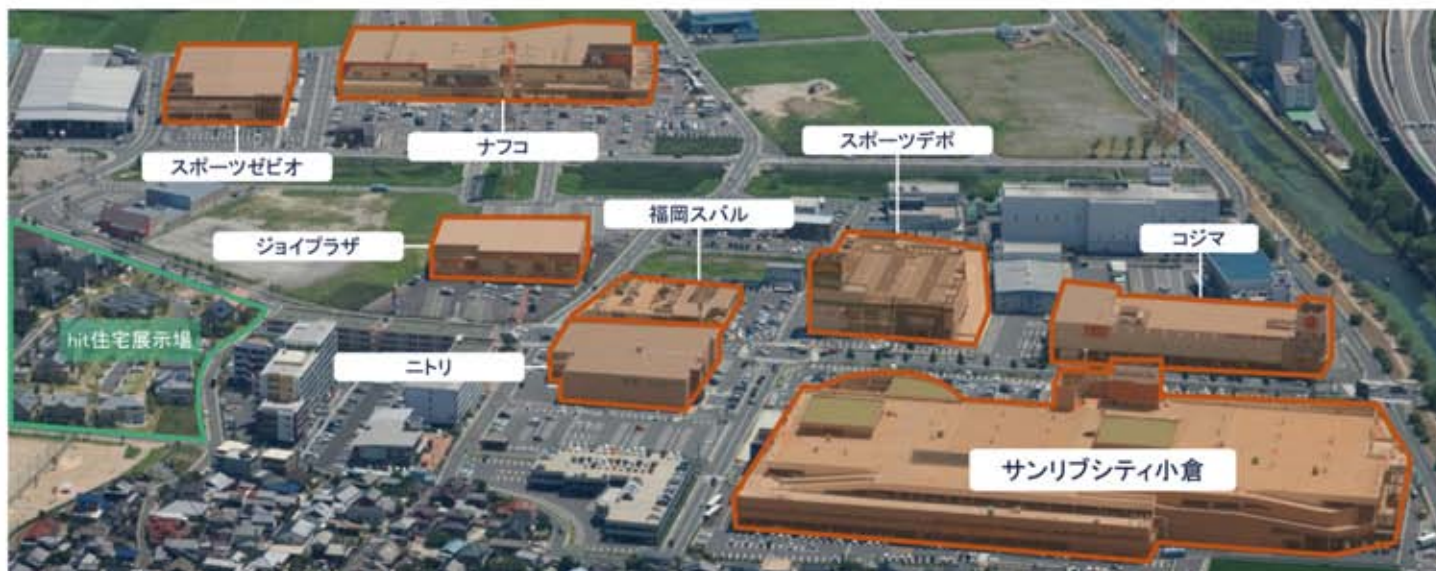 ナフコ
スポーツデポ
スポーツゼビオ
福岡スバル
ジョイプラザ
コジマ
hit住宅展示場
ニトリ
サンリブシティ小倉